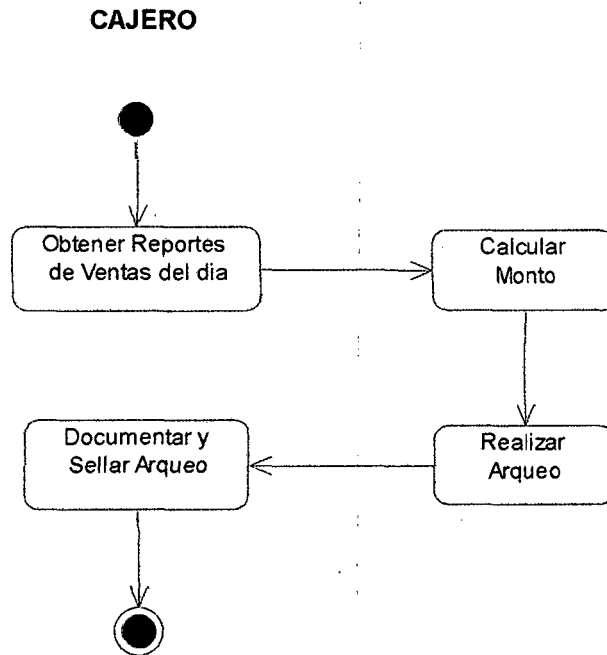 CAJERO
Obtener Reportes
de Ventas del dia
Calcular
Monto
Documentar y
Sellar Arqueo
Realizar
Arqueo